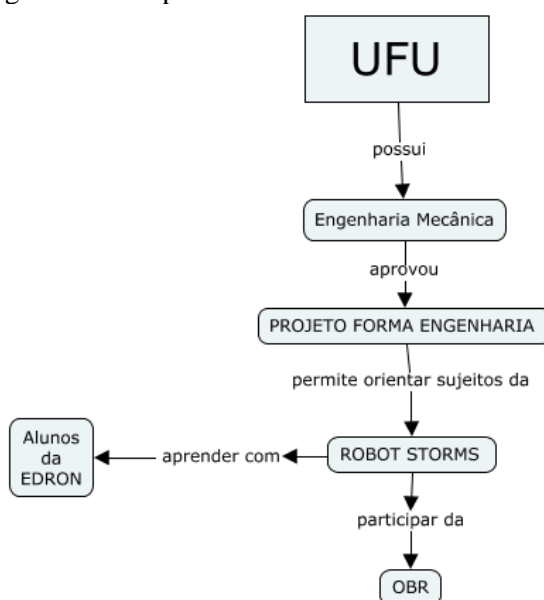 UFU
possui
Engenharia Mecânica
aprovou
PROJETO FORMA ENGENHARIA
permite orientar sujeitos da
Alunos
da
EDRON
aprender com
ROBOT STORMS
participar da
OBR